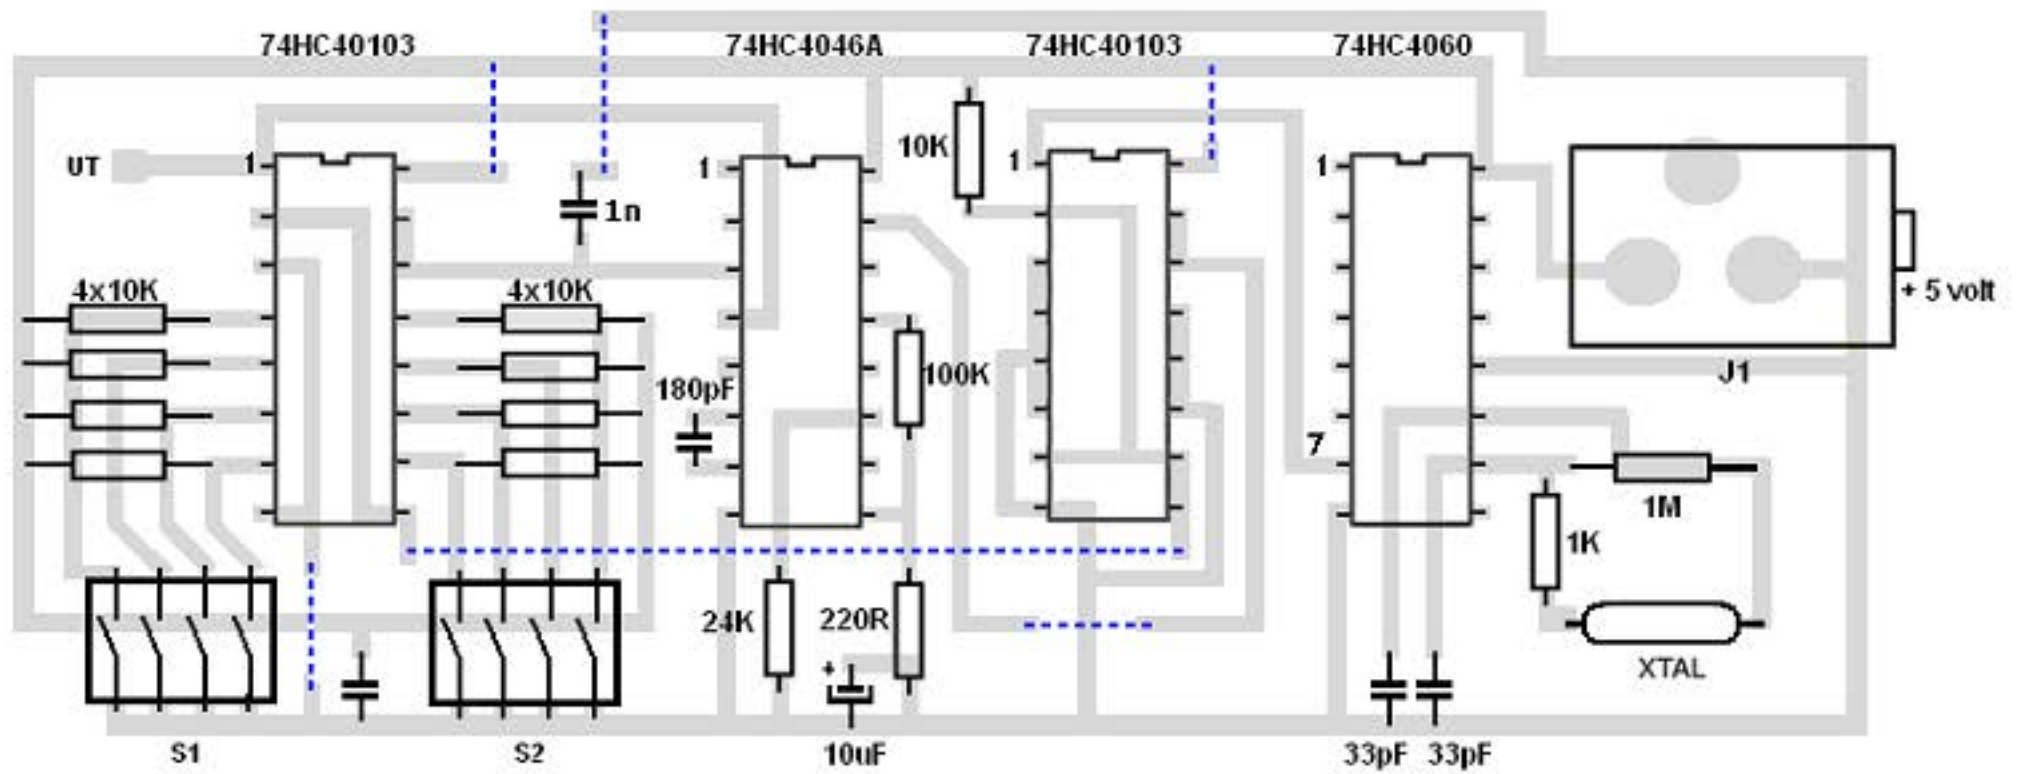 74HC40103 74HC4046A 74HC40103 74HC4060
UT 1 1 10K 1 1
1n
4x10K 4x10K + 5 volt
180pF 100K J1
7
1M
1K
24K 220R
+ XTAL
S1 S2 10uF 33pF 33pF